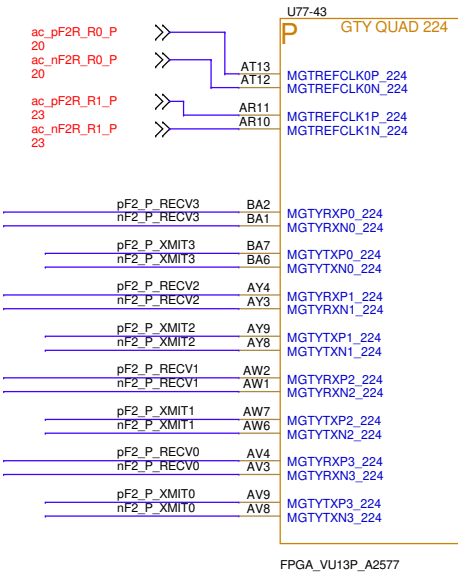 U77-43
P GTY QUAD 224
ac_pF2R_R0_P
20
ac_nF2R_R0_P
20
AT13 MGTREFCLK0P_224
AT12 MGTREFCLK0N_224
ac_pF2R_R1_P
23
ac_nF2R_R1_P
23
AR11 MGTREFCLK1P_224
AR10 MGTREFCLK1N_224
pF2_P_RECV3 BA2 MGTYRXP0_224
nF2_P_RECV3 BA1 MGTYRXN0_224
pF2_P_XMIT3 BA7 MGTYTXP0_224
nF2_P_XMIT3 BA6 MGTYTXN0_224
pF2_P_RECV2 AY4 MGTYRXP1_224
nF2_P_RECV2 AY3 MGTYRXN1_224
pF2_P_XMIT2 AY9 MGTYTXP1_224
nF2_P_XMIT2 AY8 MGTYTXN1_224
pF2_P_RECV1 AW2 MGTYRXP2_224
nF2_P_RECV1 AW1 MGTYRXN2_224
pF2_P_XMIT1 AW7 MGTYTXP2_224
nF2_P_XMIT1 AW6 MGTYTXN2_224
pF2_P_RECV0 AV4 MGTYRXP3_224
nF2_P_RECV0 AV3 MGTYRXN3_224
pF2_P_XMIT0 AV9 MGTYTXP3_224
nF2_P_XMIT0 AV8 MGTYTXN3_224
FPGA_VU13P_A2577